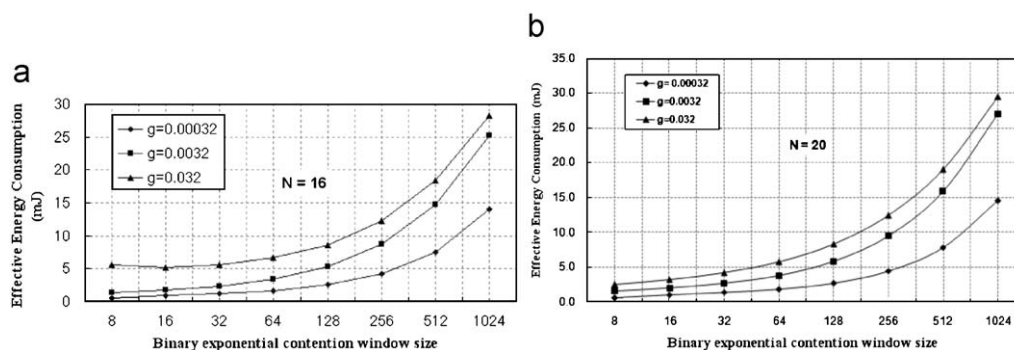 a
Effective Energy Consumption
(mJ)
30
25
20
15
10
5
0
g=0.00032
g=0.0032
g=0.032
N = 16
8 16 32 64 128 256 512 1024
Binary exponential contention window size
b
Effective Energy Consumption (mJ)
35.0
30.0
25.0
20.0
15.0
10.0
5.0
0.0
g=0.00032
g=0.0032
g=0.032
N = 20
8 16 32 64 128 256 512 1024
Binary exponential contention window size